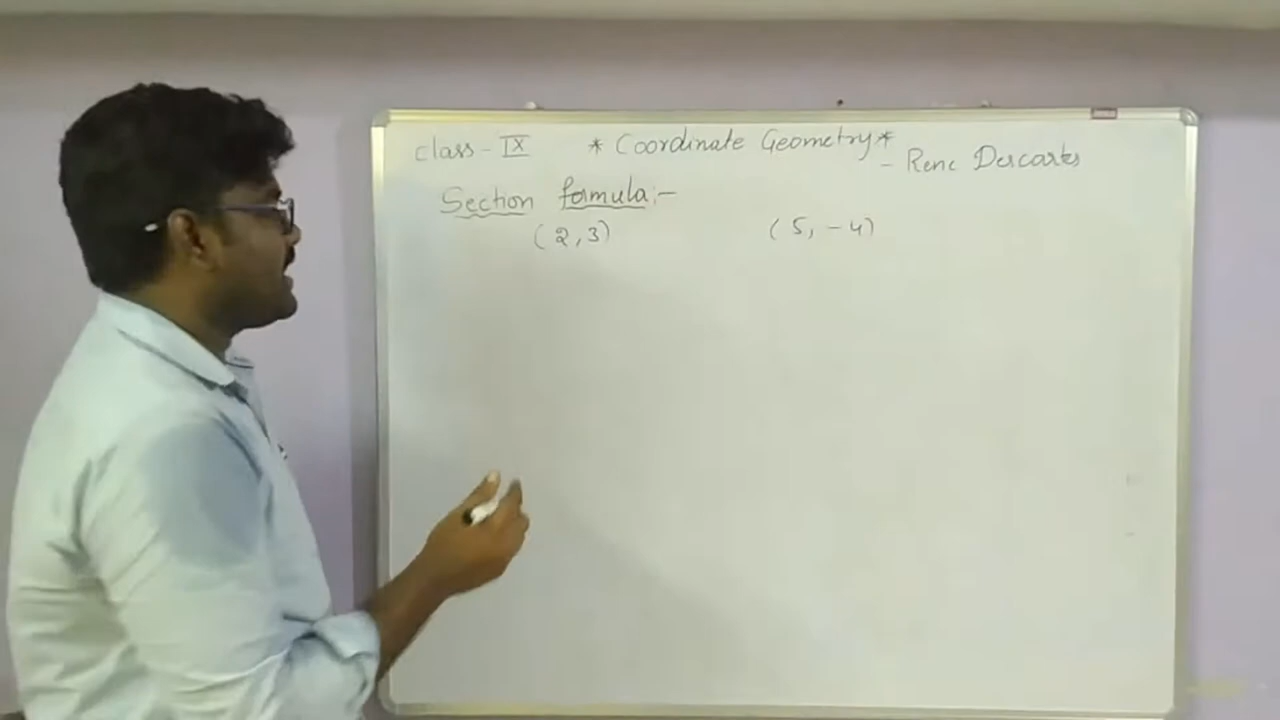 class - IX * Coordinate Geometry *
- Rene Descartes
Section formula :-
(2, 3) (5, -4)